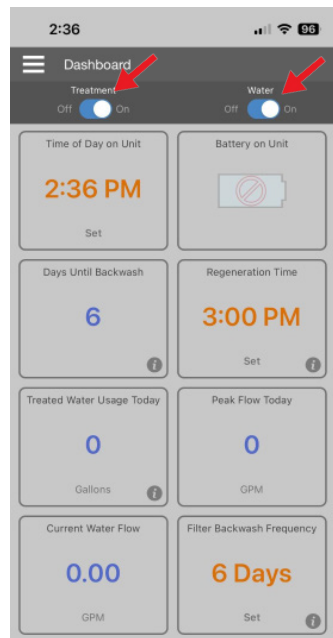 2:36
96
Dashboard
Treatment
Water
Off On
Off On
Time of Day on Unit
Battery on Unit
2:36 PM
Set
Days Until Backwash
Regeneration Time
6
3:00 PM
Set
Treated Water Usage Today
Peak Flow Today
0
0
Gallons
GPM
Current Water Flow
Filter Backwash Frequency
0.00
6 Days
GPM
Set